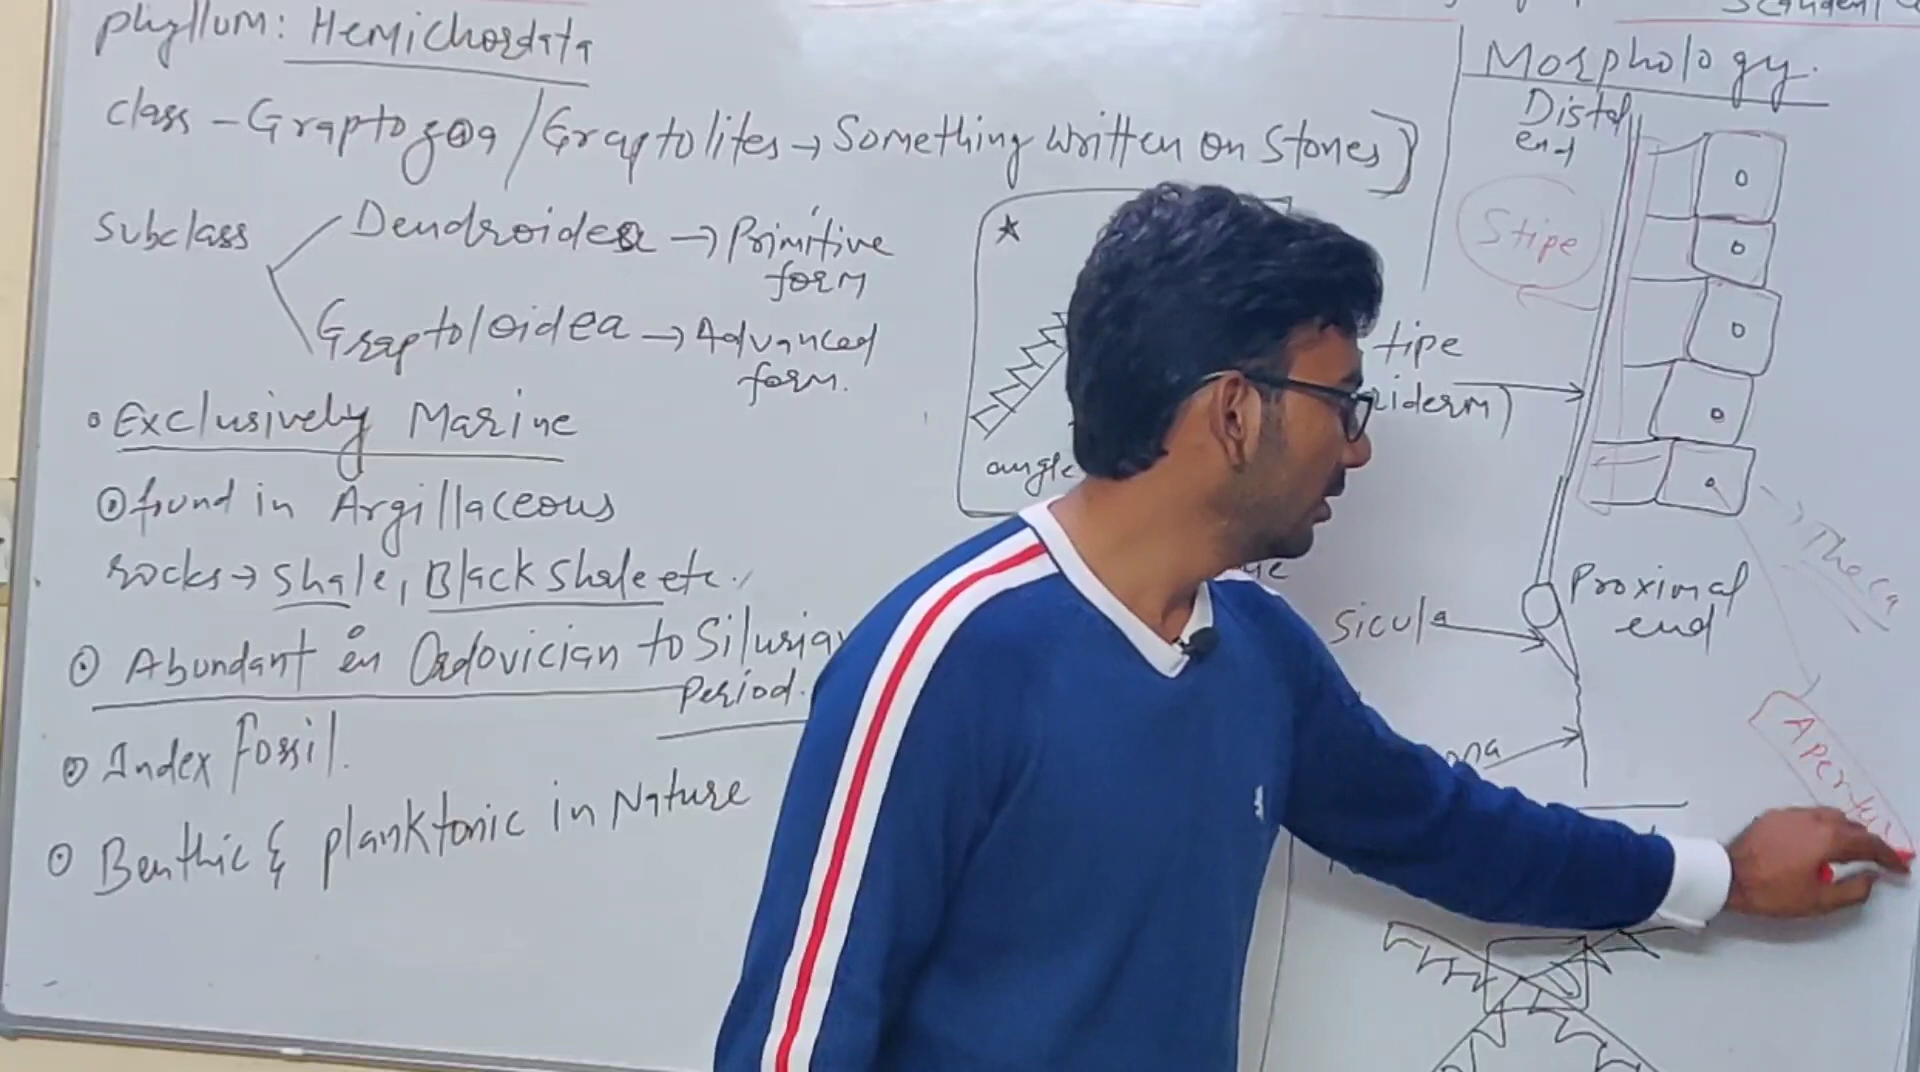 phyllum: Hemichordata
class - Graptozoa / Graptolites → Something written on Stones]
Subclass
Dendroidea → Primitive
form
Graptoloidea → Advanced
form.
• Exclusively Marine
⊙ found in Argillaceous
rocks → Shale, Black Shale etc.
⊙ Abundant in Ordovician to Silurian
Period.
⊙ Index Fossil.
⊙ Benthic & planktonic in Nature
angle
Morphology.
Distal
end
Stipe
tipe
iderm)
Theca
Proximal
end
Sicula
Apertu